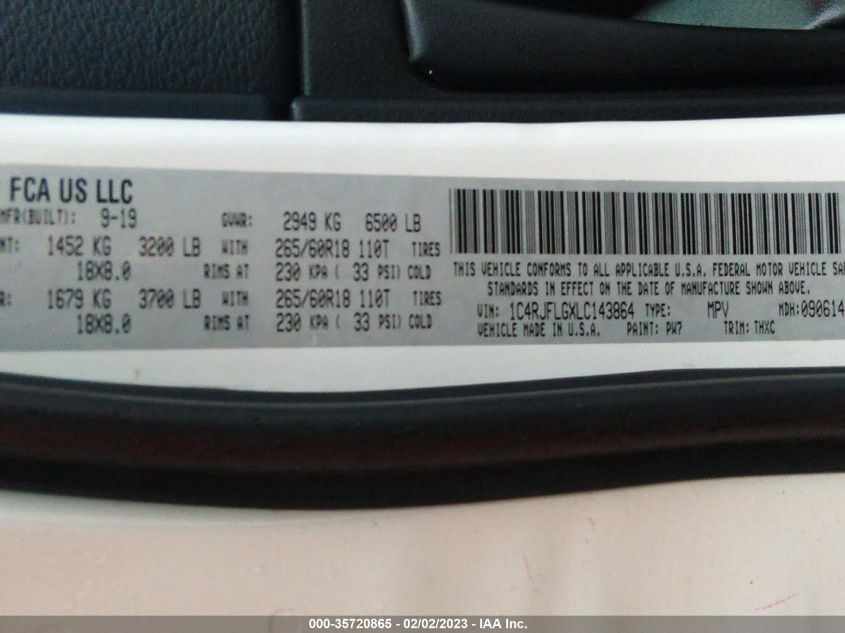 FCA US LLC
MFR(BUILT): 9-19 GVWR: 2949 KG 6500 LB
1452 KG 3200 LB WITH 265/60R18 110T TIRES
18X8.0 RIMS AT 230 KPA ( 33 PSI) COLD
1679 KG 3700 LB WITH 265/60R18 110T TIRES
18X8.0 RIMS AT 230 KPA ( 33 PSI) COLD
THIS VEHICLE CONFORMS TO ALL APPLICABLE U.S.A. FEDERAL MOTOR VEHICLE
STANDARDS IN EFFECT ON THE DATE OF MANUFACTURE SHOWN ABOVE.
VIN: 1C4RJFLGXLC143864 TYPE: MPV MDH:090614
VEHICLE MADE IN U.S.A. PAINT: PW7 TRIM: THXC
000-35720865 - 02/02/2023 - IAA Inc.